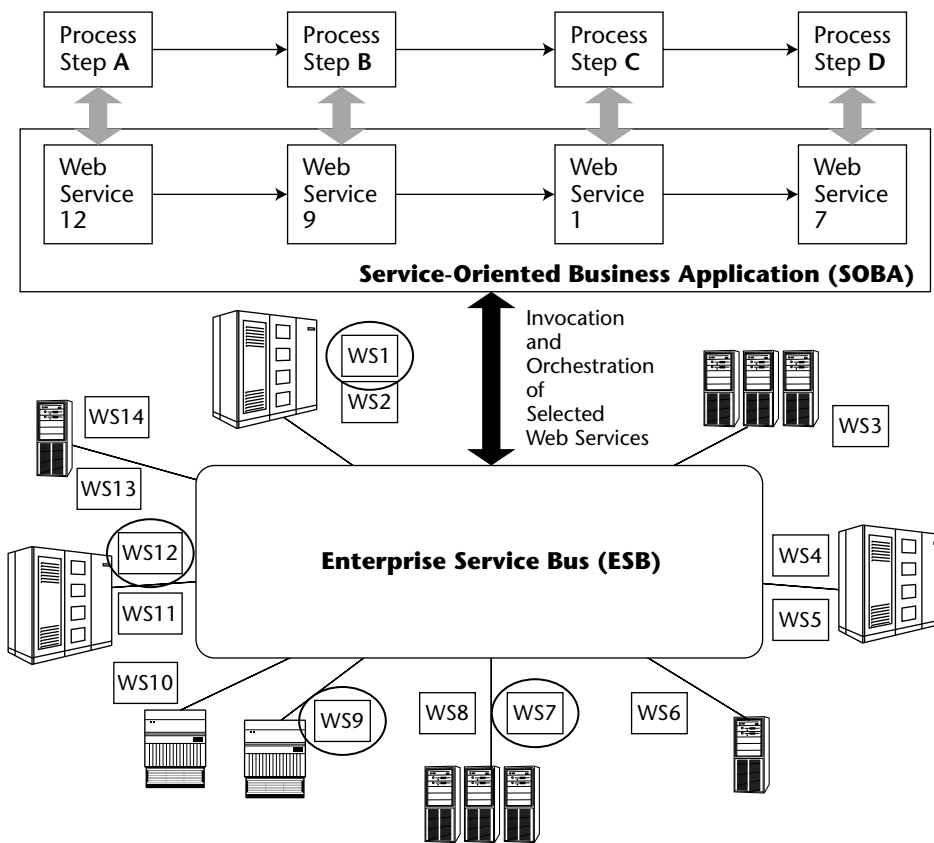 Process
Step A
Process
Step B
Process
Step C
Process
Step D
Web
Service
12
Web
Service
9
Web
Service
1
Web
Service
7
Service-Oriented Business Application (SOBA)
Invocation
and
Orchestration
of
Selected
Web Services
WS1
WS2
WS14
WS3
WS13
WS12
WS4
WS11
WS5
Enterprise Service Bus (ESB)
WS10
WS9
WS8
WS7
WS6